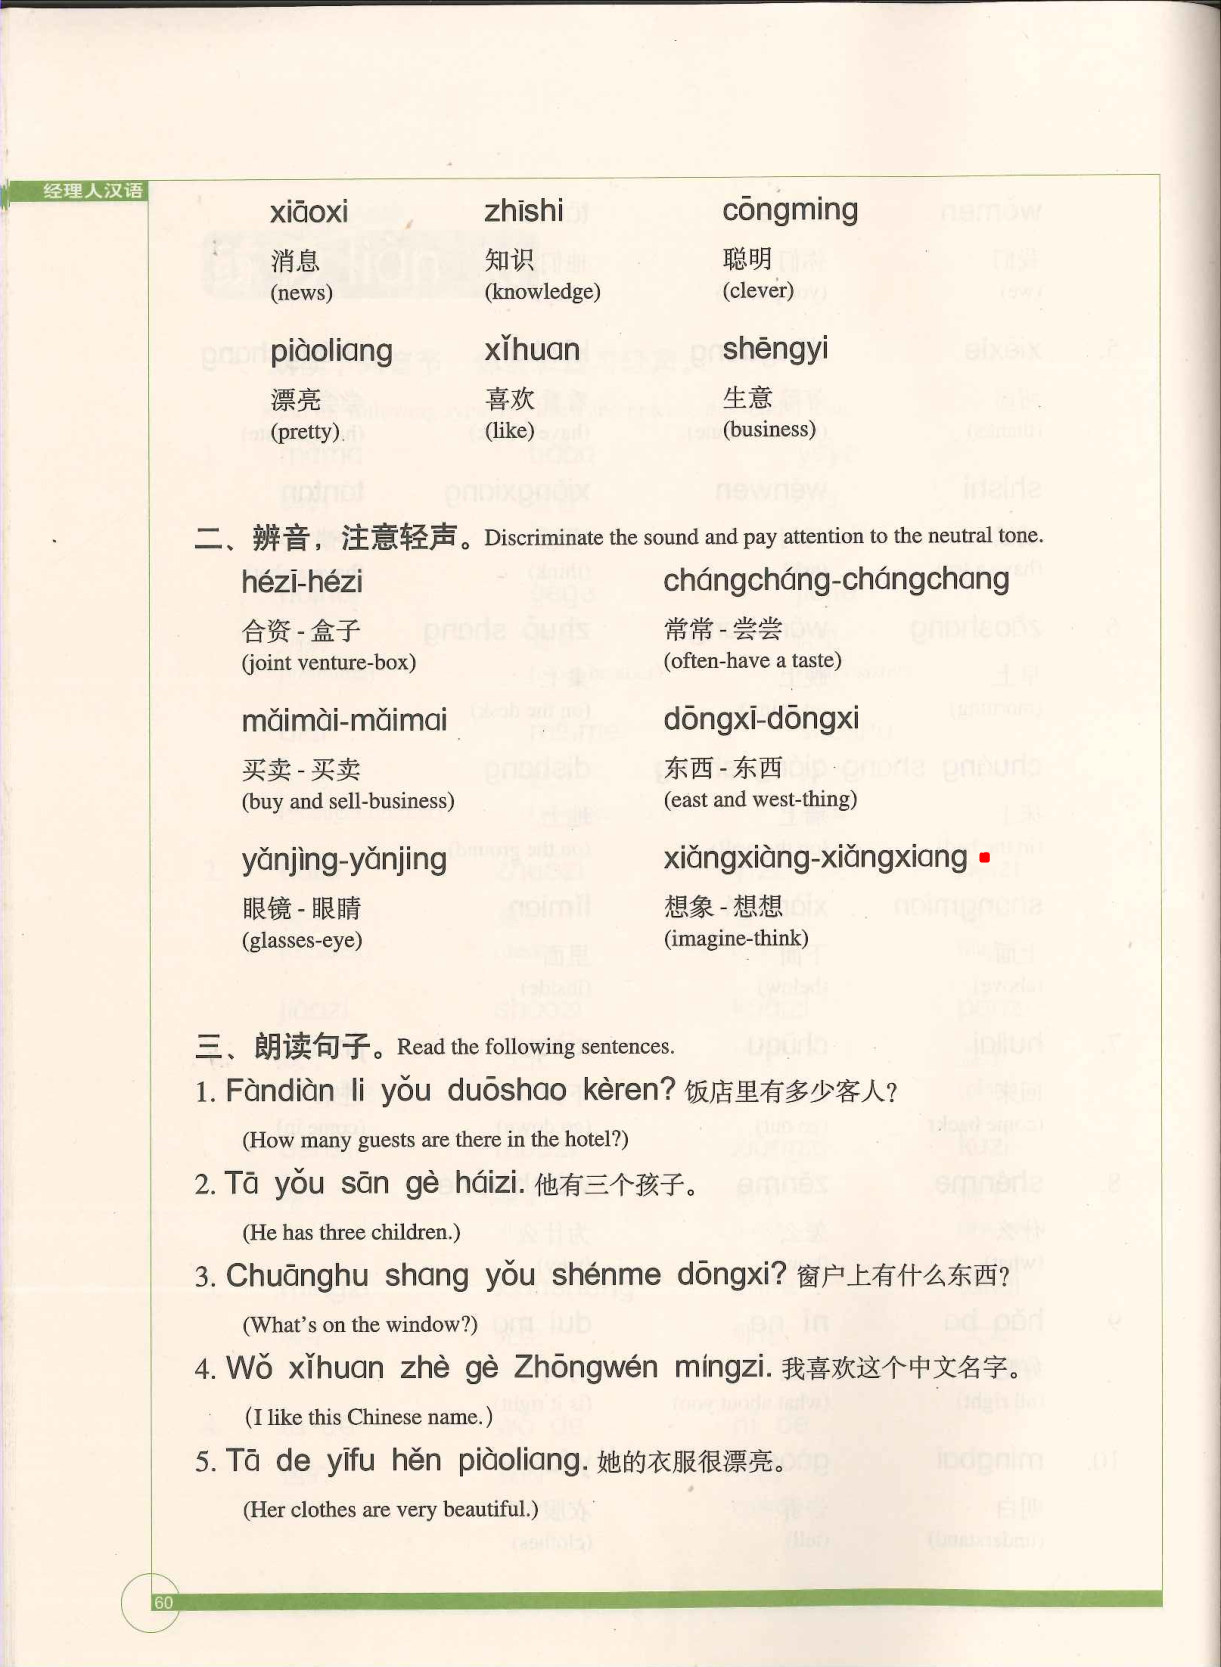 经理人汉语
xiāoxi zhīshi cōngming
消息 知识 聪明
(news) (knowledge) (clever)
piàoliang xǐhuan shēngyi
漂亮 喜欢 生意
(pretty) (like) (business)
二、辨音，注意轻声。Discriminate the sound and pay attention to the neutral tone.
hézī-hézi chángcháng-chángchang
合资 - 盒子 常常 - 尝尝
(joint venture-box) (often-have a taste)
mǎimài-mǎimai dōngxī-dōngxi
买卖 - 买卖 东西 - 东西
(buy and sell-business) (east and west-thing)
yǎnjìng-yǎnjing xiǎngxiàng-xiǎngxiang
眼镜 - 眼睛 想象 - 想想
(glasses-eye) (imagine-think)
三、朗读句子。Read the following sentences.
1. Fàndiàn li yǒu duōshao kèren? 饭店里有多少客人?
(How many guests are there in the hotel?)
2. Tā yǒu sān gè háizi. 他有三个孩子。
(He has three children.)
3. Chuānghu shang yǒu shénme dōngxi? 窗户上有什么东西?
(What's on the window?)
4. Wǒ xǐhuan zhè gè Zhōngwén míngzi. 我喜欢这个中文名字。
(I like this Chinese name.)
5. Tā de yīfu hěn piàoliang. 她的衣服很漂亮。
(Her clothes are very beautiful.)
60